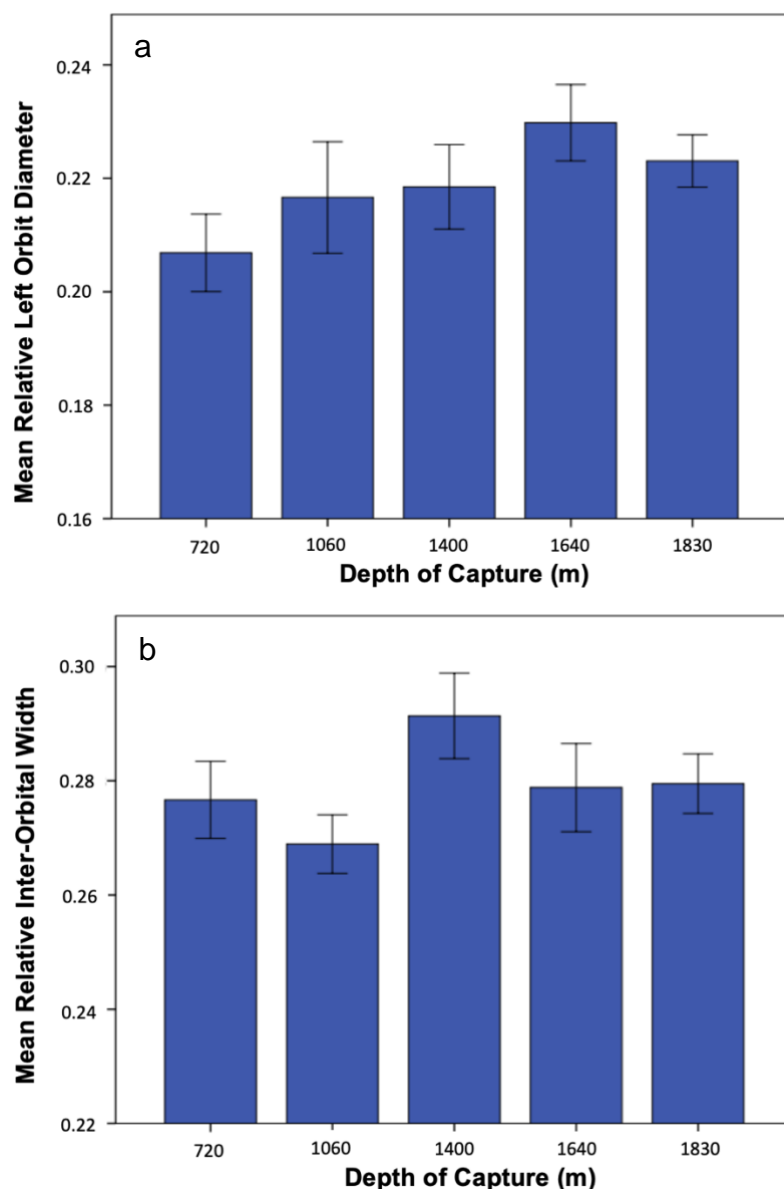 a
Mean Relative Left Orbit Diameter
0.24
0.22
0.20
0.18
0.16
720 1060 1400 1640 1830
Depth of Capture (m)
b
Mean Relative Inter-Orbital Width
0.30
0.28
0.26
0.24
0.22
720 1060 1400 1640 1830
Depth of Capture (m)